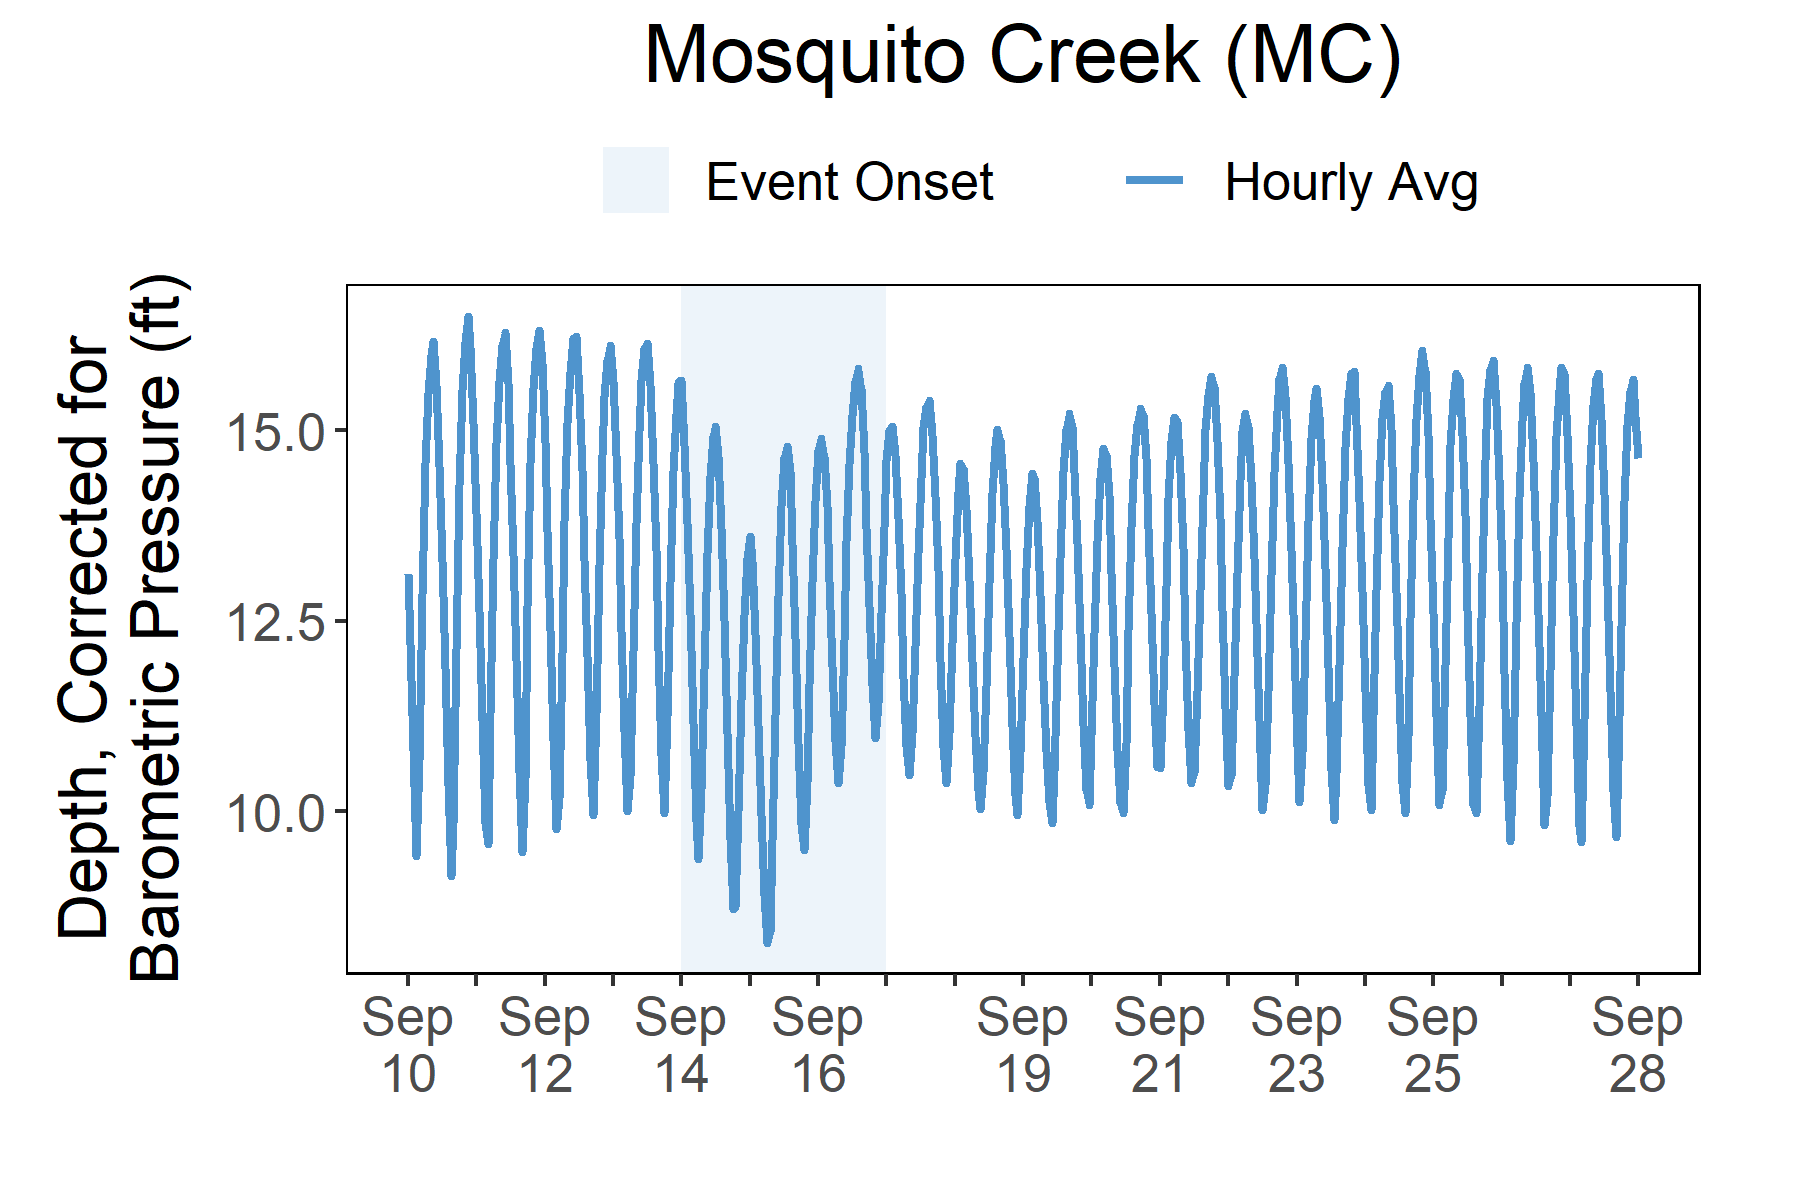 Mosquito Creek (MC)
Event Onset
Hourly Avg
Depth, Corrected for
Barometric Pressure (ft)
15.0
12.5
10.0
Sep
10
Sep
12
Sep
14
Sep
16
Sep
19
Sep
21
Sep
23
Sep
25
Sep
28